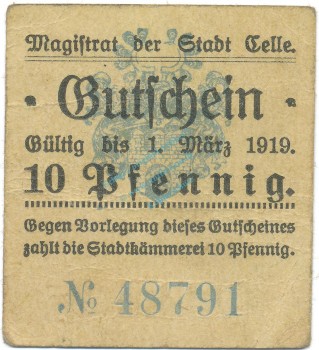 Magistrat der Stadt Celle.
· Gutschein ·
Gültig bis 1. März 1919.
10 Pfennig.
Gegen Vorlegung dieses Gutscheines
zahlt die Stadtkämmerei 10 Pfennig.
№ 48791